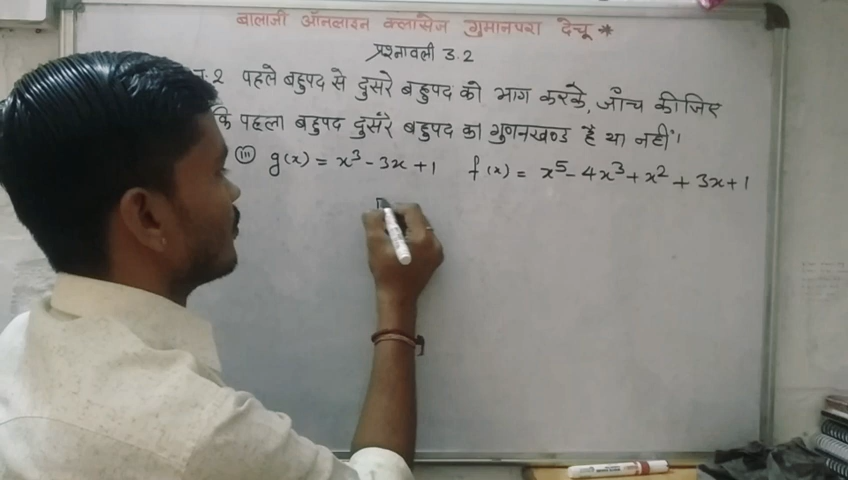 बालाजी ऑनलाइन क्लासेज गुमानपरा देचू *
प्रश्नावली 3.2
.2 पहले बहुपद से दुसरे बहुपद को भाग करके, जाँच कीजिए
कि पहला बहुपद दुसरे बहुपद का गुणनखण्ड है या नहीं।
(iii) g(x) = x³ - 3x + 1 f(x) = x⁵ - 4x³ + x² + 3x + 1